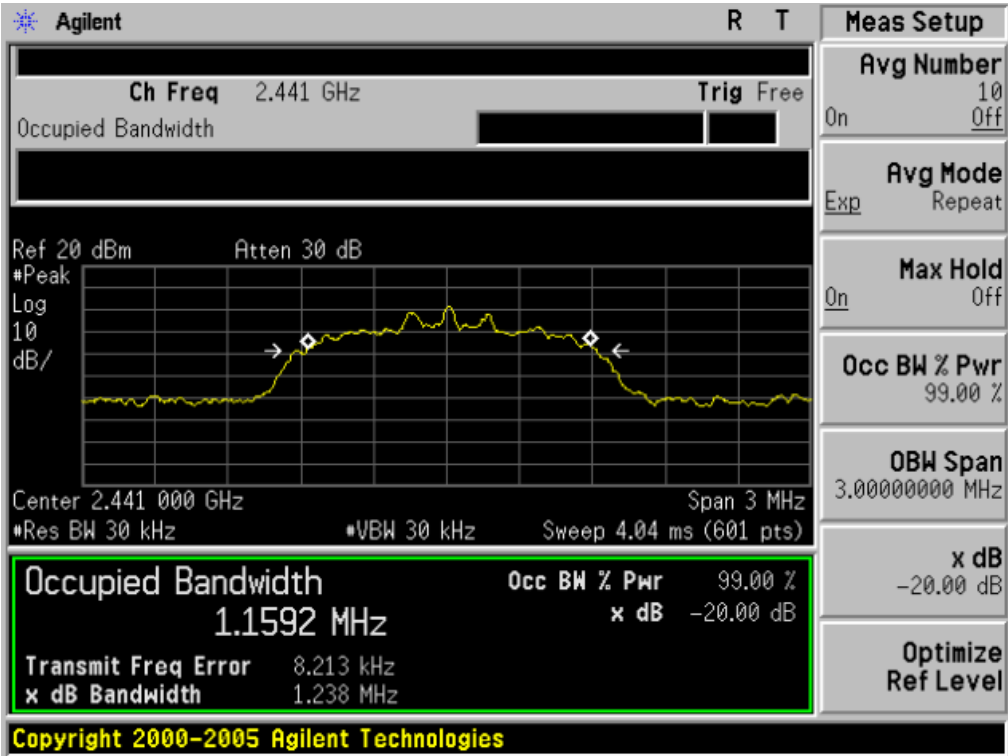 Agilent R T
Ch Freq 2.441 GHz Trig Free
Occupied Bandwidth
Ref 20 dBm Atten 30 dB
#Peak
Log
10
dB/
Center 2.441 000 GHz Span 3 MHz
#Res BW 30 kHz #VBW 30 kHz Sweep 4.04 ms (601 pts)
Occupied Bandwidth Occ BW % Pwr 99.00 %
1.1592 MHz x dB -20.00 dB
Transmit Freq Error 8.213 kHz
x dB Bandwidth 1.238 MHz
Copyright 2000-2005 Agilent Technologies
Meas Setup
Avg Number
10
On Off
Avg Mode
Exp Repeat
Max Hold
On Off
Occ BW % Pwr
99.00 %
OBW Span
3.00000000 MHz
x dB
-20.00 dB
Optimize
Ref Level